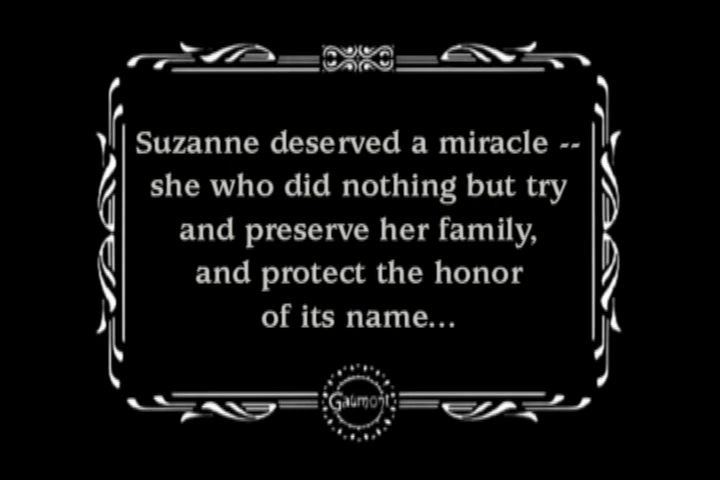 Suzanne deserved a miracle --
she who did nothing but try
and preserve her family,
and protect the honor
of its name...
Gaumont